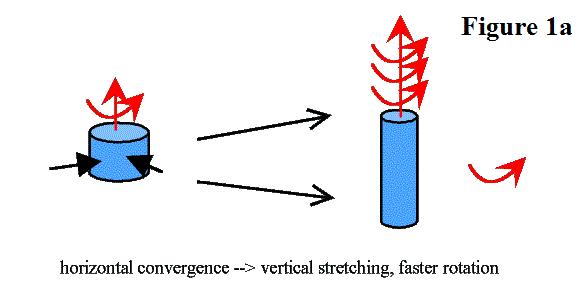 Figure 1a
horizontal convergence --> vertical stretching, faster rotation